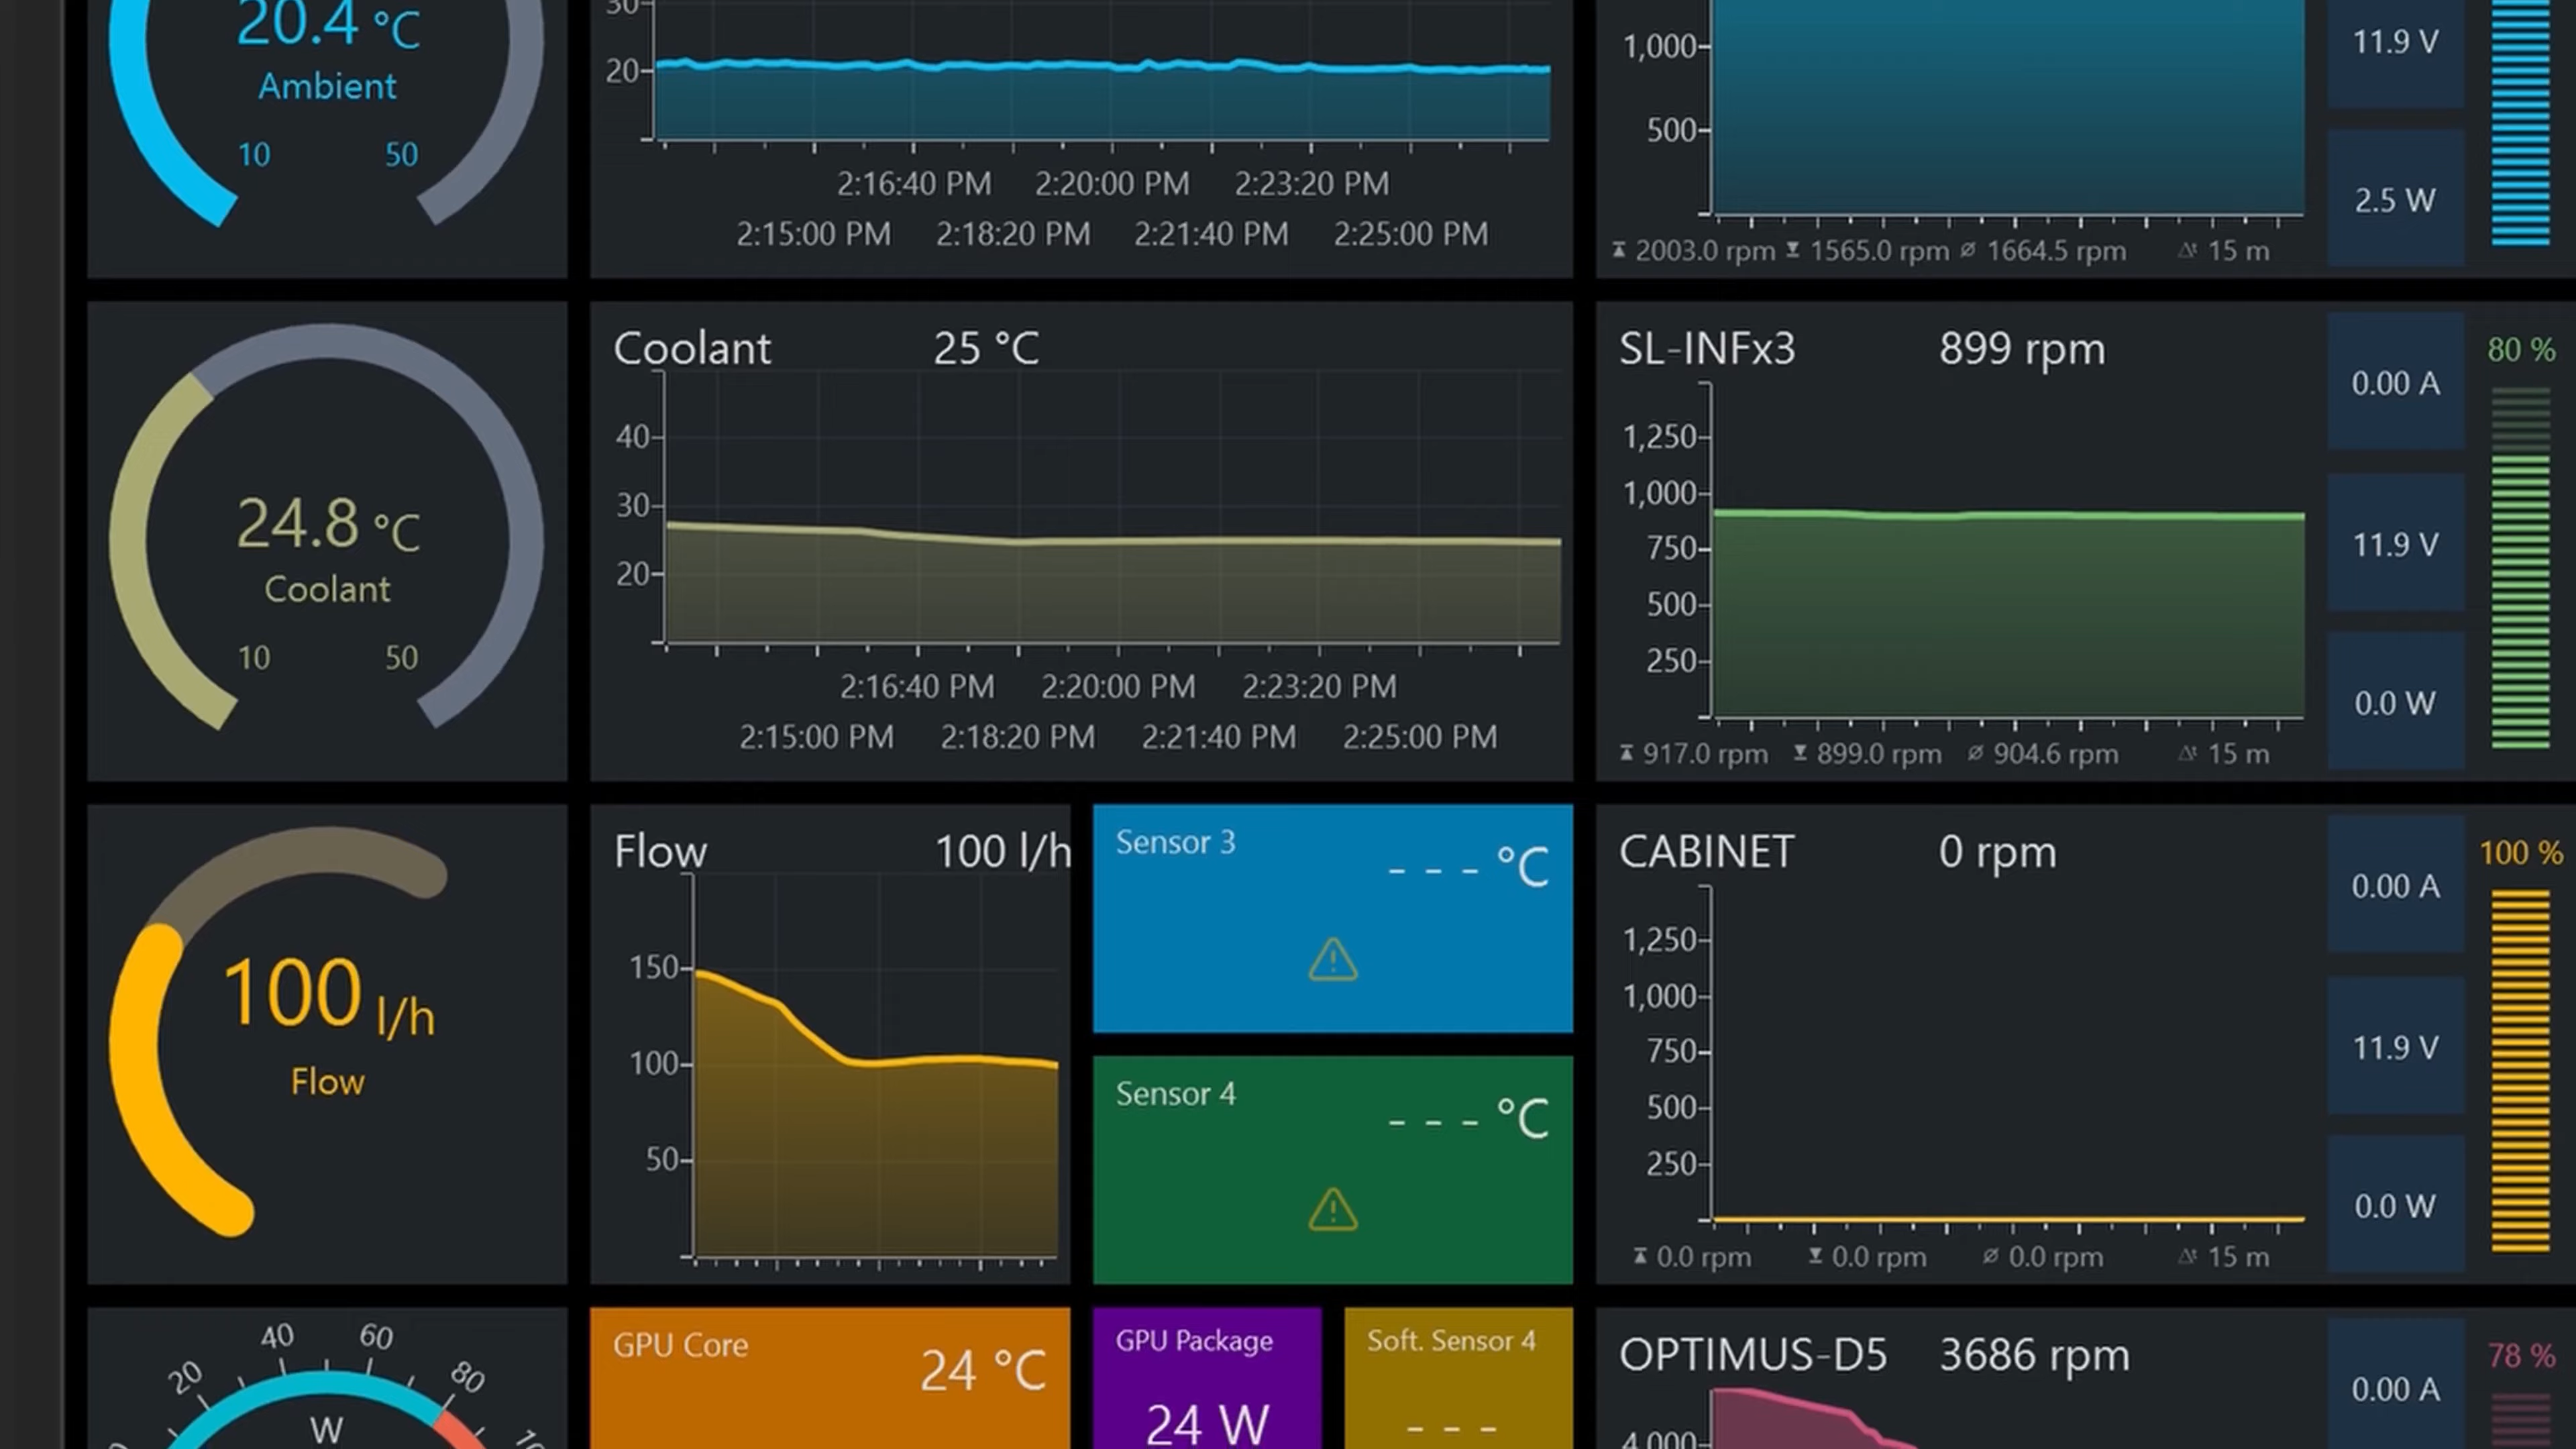 20.4 °C
Ambient
10 50
30
20
2:16:40 PM 2:20:00 PM 2:23:20 PM
2:15:00 PM 2:18:20 PM 2:21:40 PM 2:25:00 PM
1,000
500
2003.0 rpm 1565.0 rpm ⌀ 1664.5 rpm Δt 15 m
11.9 V
2.5 W
24.8 °C
Coolant
10 50
Coolant 25 °C
40
30
20
2:16:40 PM 2:20:00 PM 2:23:20 PM
2:15:00 PM 2:18:20 PM 2:21:40 PM 2:25:00 PM
SL-INFx3 899 rpm
1,250
1,000
750
500
250
917.0 rpm 899.0 rpm ⌀ 904.6 rpm Δt 15 m
0.00 A
11.9 V
0.0 W
80 %
100 l/h
Flow
Flow 100 l/h
150
100
50
Sensor 3
--- °C
Sensor 4
--- °C
CABINET 0 rpm
1,250
1,000
750
500
250
0.0 rpm 0.0 rpm ⌀ 0.0 rpm Δt 15 m
0.00 A
11.9 V
0.0 W
100 %
20 40 60 80
W
GPU Core
24 °C
GPU Package
24 W
Soft. Sensor 4
---
OPTIMUS-D5 3686 rpm
4,000
0.00 A
78 %